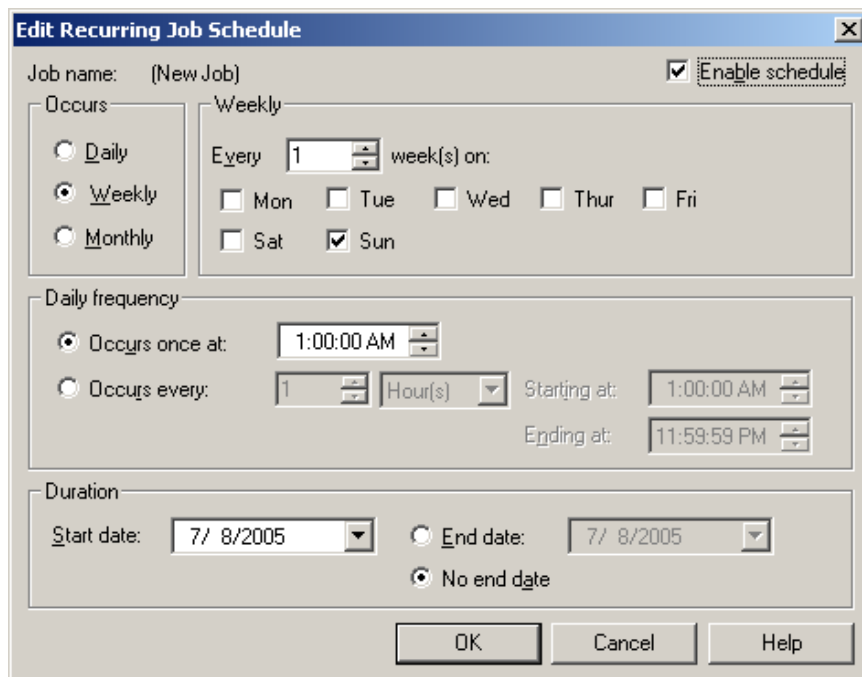 Edit Recurring Job Schedule
Job name: (New Job) Enable schedule
Occurs
Daily
Weekly
Monthly
Weekly
Every 1 week(s) on:
Mon Tue Wed Thur Fri
Sat Sun
Daily frequency
Occurs once at: 1:00:00 AM
Occurs every: 1 Hour(s) Starting at: 1:00:00 AM
Ending at: 11:59:59 PM
Duration
Start date: 7/ 8/2005 End date: 7/ 8/2005
No end date
OK Cancel Help